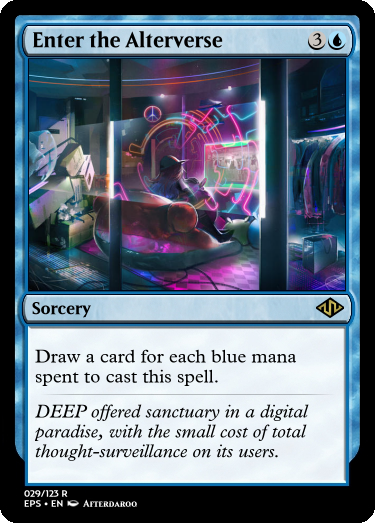 Enter the Alterverse 3
Sorcery
Draw a card for each blue mana
spent to cast this spell.
DEEP offered sanctuary in a digital
paradise, with the small cost of total
thought-surveillance on its users.
029/123 R
EPS • EN Afterdaroo